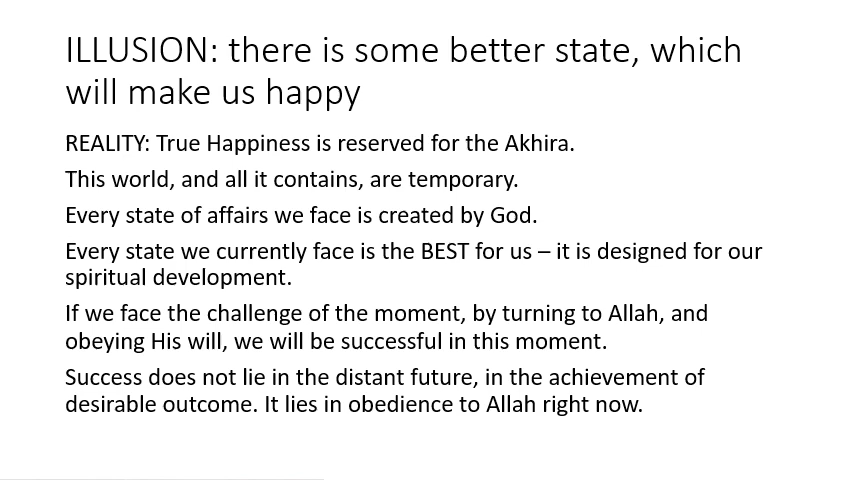 ILLUSION: there is some better state, which
will make us happy
REALITY: True Happiness is reserved for the Akhira.
This world, and all it contains, are temporary.
Every state of affairs we face is created by God.
Every state we currently face is the BEST for us – it is designed for our
spiritual development.
If we face the challenge of the moment, by turning to Allah, and
obeying His will, we will be successful in this moment.
Success does not lie in the distant future, in the achievement of
desirable outcome. It lies in obedience to Allah right now.